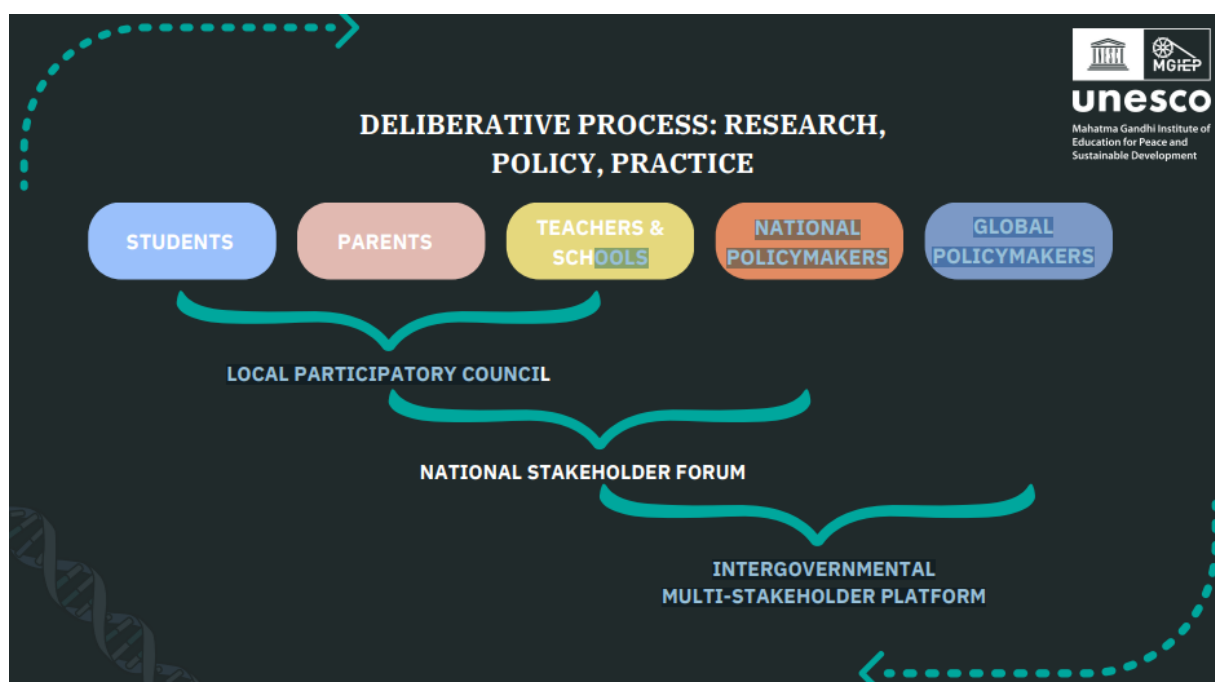 MGIEP
unesco
Mahatma Gandhi Institute of
Education for Peace and
Sustainable Development
DELIBERATIVE PROCESS: RESEARCH,
POLICY, PRACTICE
STUDENTS
PARENTS
TEACHERS &
SCHOOLS
NATIONAL
POLICYMAKERS
GLOBAL
POLICYMAKERS
LOCAL PARTICIPATORY COUNCIL
NATIONAL STAKEHOLDER FORUM
INTERGOVERNMENTAL
MULTI-STAKEHOLDER PLATFORM